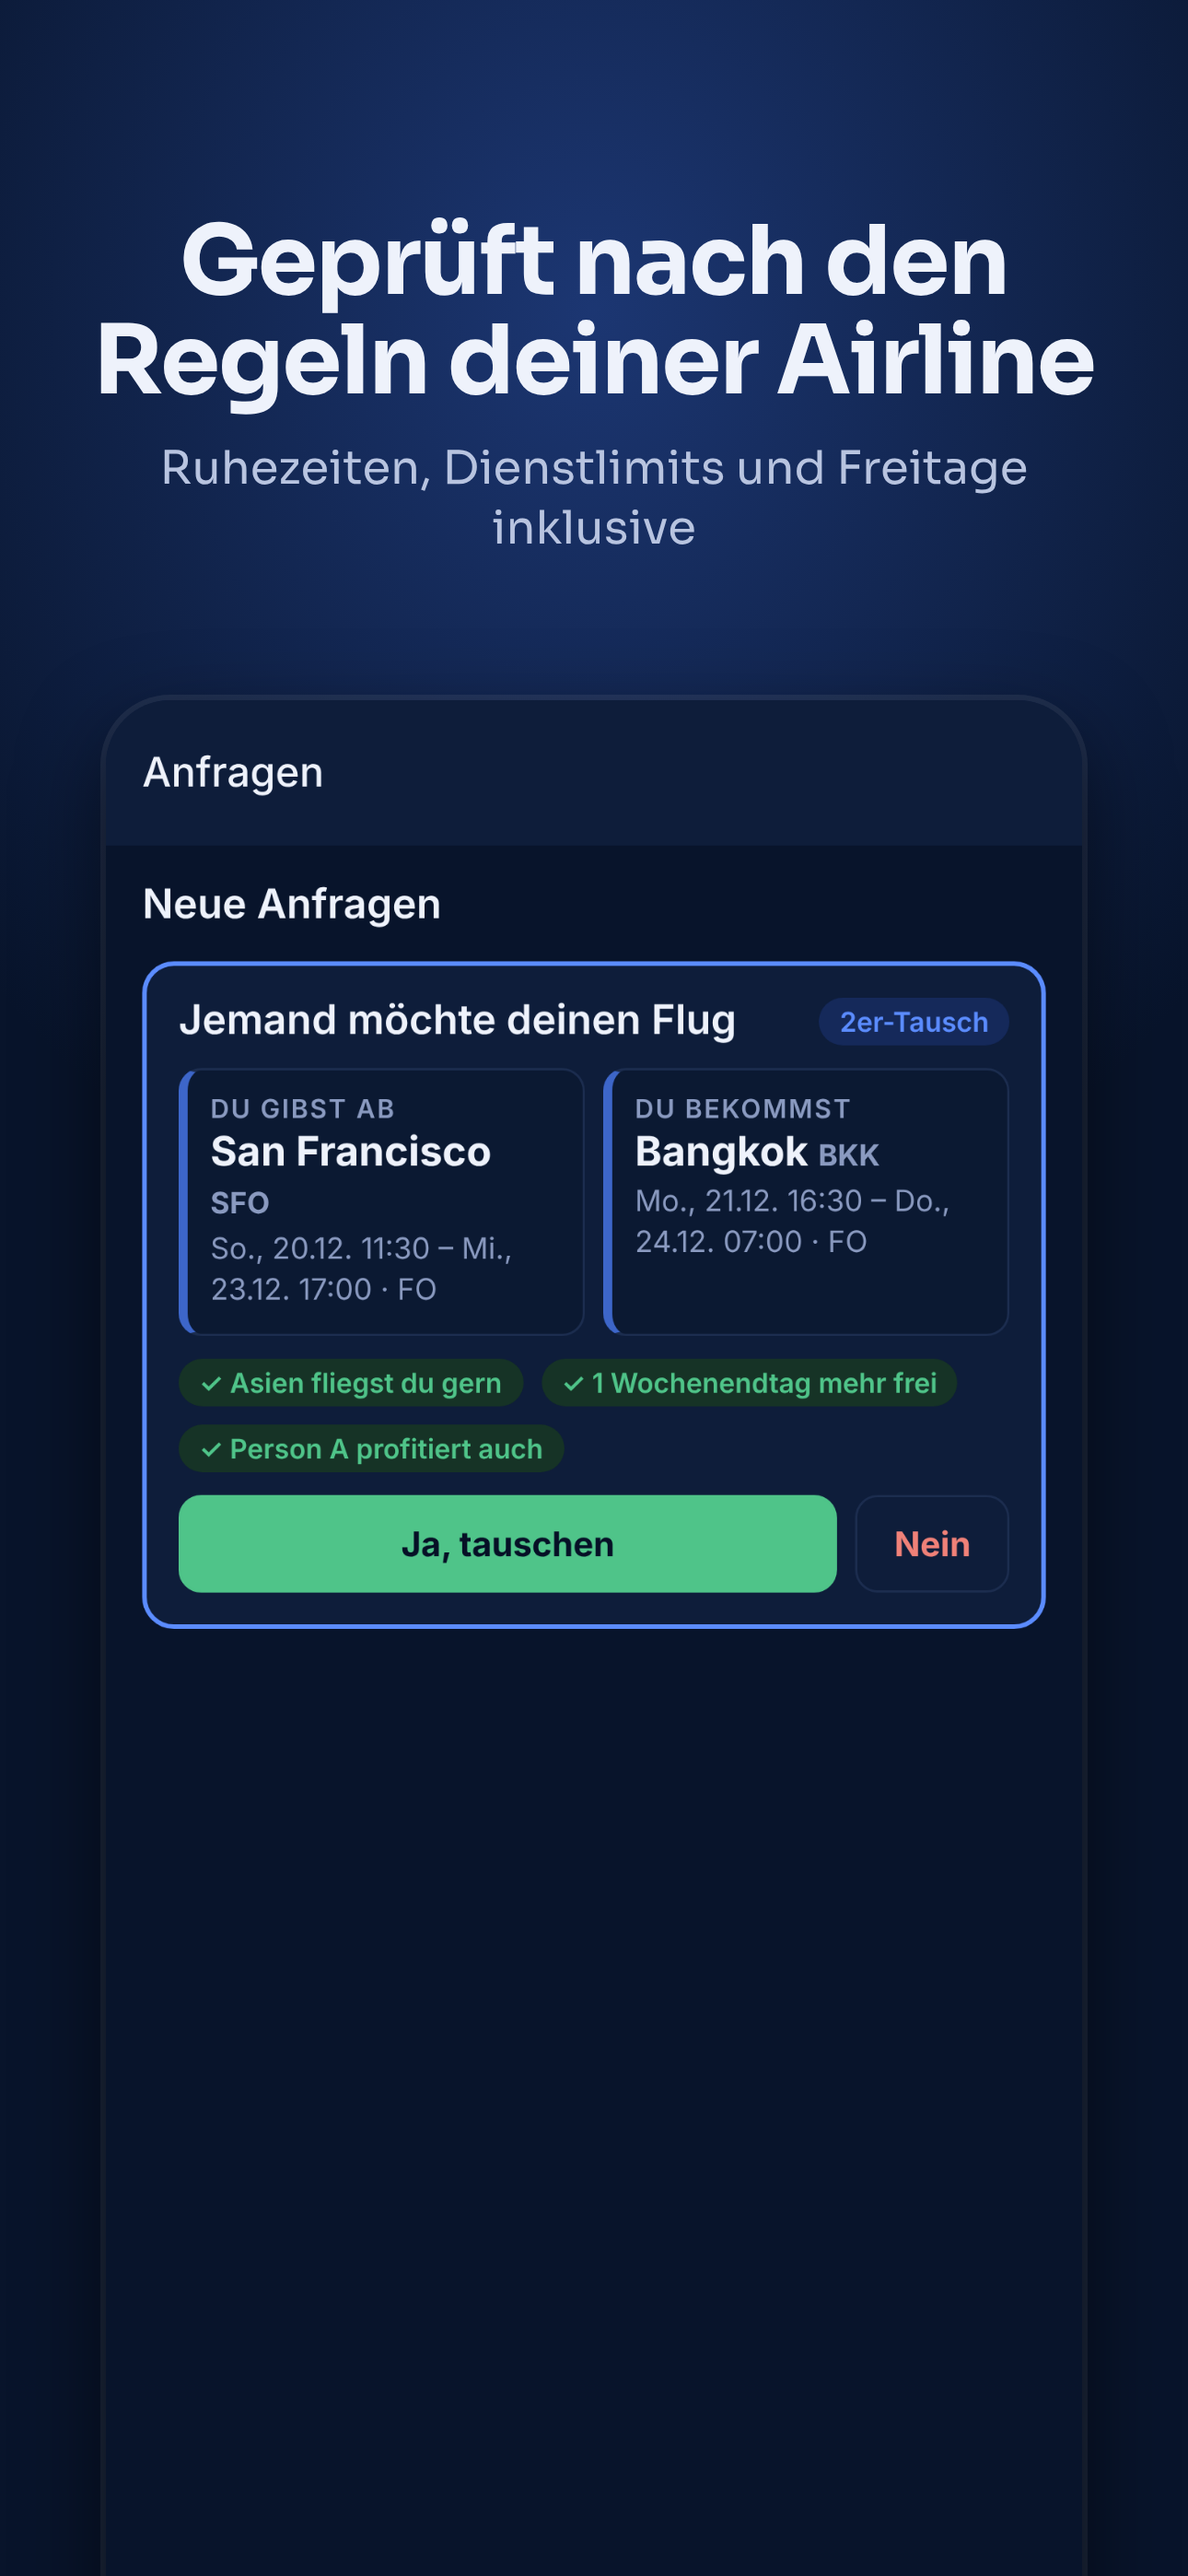 Geprüft nach den
Regeln deiner Airline
Ruhezeiten, Dienstlimits und Freitage
inklusive
Anfragen
Neue Anfragen
Jemand möchte deinen Flug
2er-Tausch
DU GIBST AB
San Francisco
SFO
So., 20.12. 11:30 – Mi.,
23.12. 17:00 · FO
DU BEKOMMST
Bangkok BKK
Mo., 21.12. 16:30 – Do.,
24.12. 07:00 · FO
✓ Asien fliegst du gern
✓ 1 Wochenendtag mehr frei
✓ Person A profitiert auch
Ja, tauschen
Nein